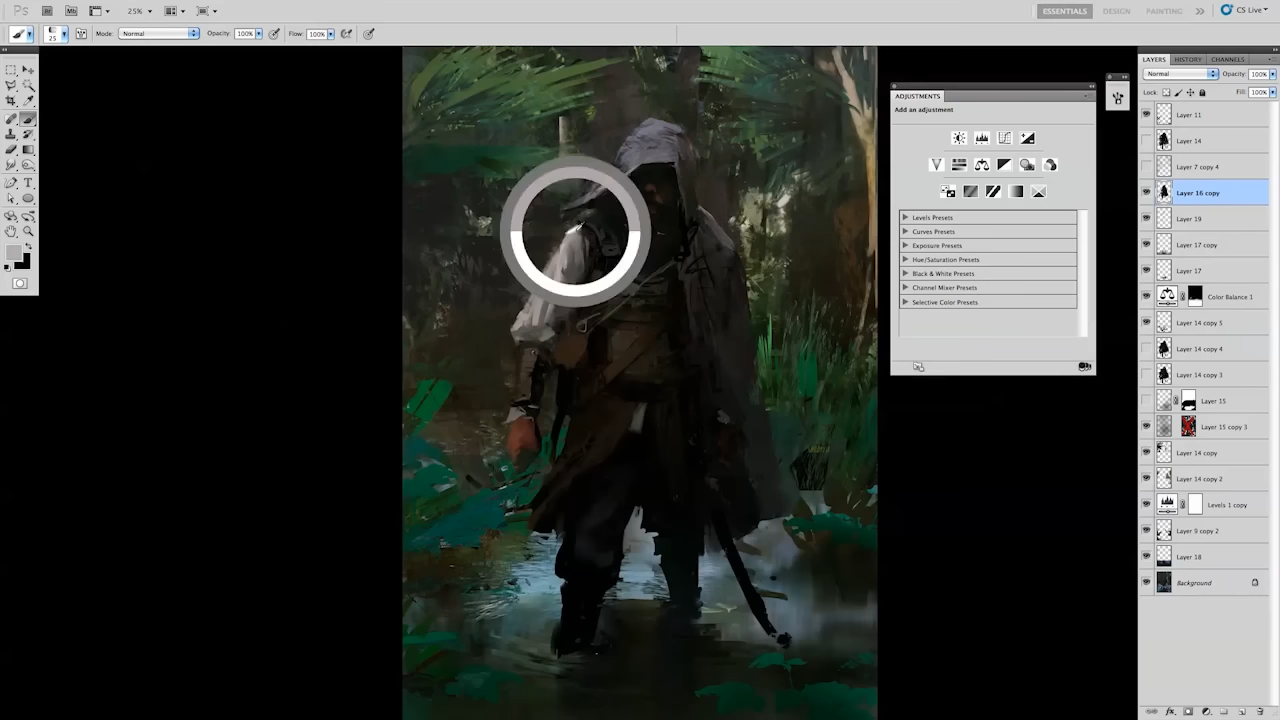 Ps Br Mb 25% ESSENTIALS DESIGN PAINTING CS Live
25 Mode: Normal Opacity: 100% Flow: 100%
LAYERS HISTORY CHANNELS
Normal Opacity: 100%
Lock: Fill: 100%
ADJUSTMENTS
Add an adjustment
Levels Presets
Curves Presets
Exposure Presets
Hue/Saturation Presets
Black & White Presets
Channel Mixer Presets
Selective Color Presets
Layer 11
Layer 14
Layer 7 copy 4
Layer 16 copy
Layer 19
Layer 17 copy
Layer 17
Color Balance 1
Layer 14 copy 5
Layer 14 copy 4
Layer 14 copy 3
Layer 15
Layer 15 copy 3
Layer 14 copy
Layer 14 copy 2
Levels 1 copy
Layer 9 copy 2
Layer 18
Background
T
fx